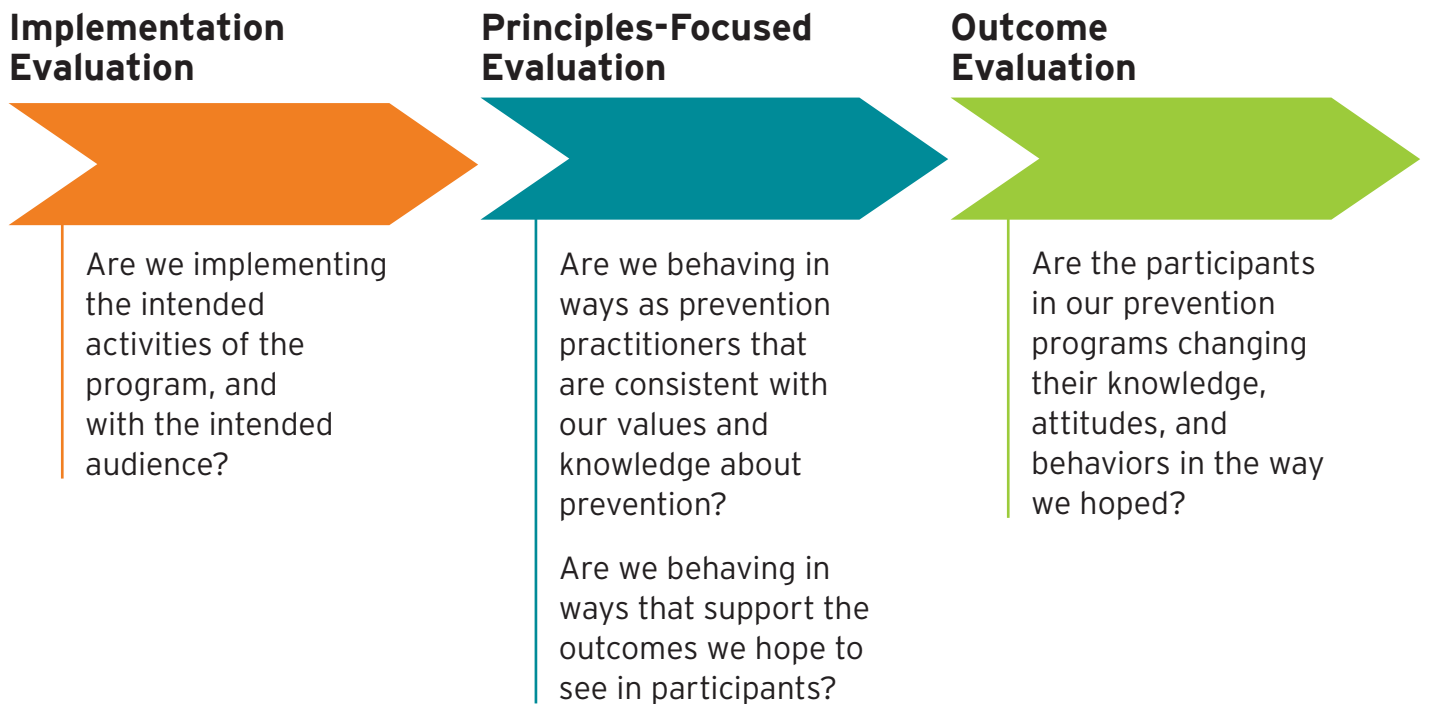 Implementation
Evaluation
Are we implementing
the intended
activities of the
program, and
with the intended
audience?
Principles-Focused
Evaluation
Are we behaving in
ways as prevention
practitioners that
are consistent with
our values and
knowledge about
prevention?
Are we behaving in
ways that support the
outcomes we hope to
see in participants?
Outcome
Evaluation
Are the participants
in our prevention
programs changing
their knowledge,
attitudes, and
behaviors in the way
we hoped?